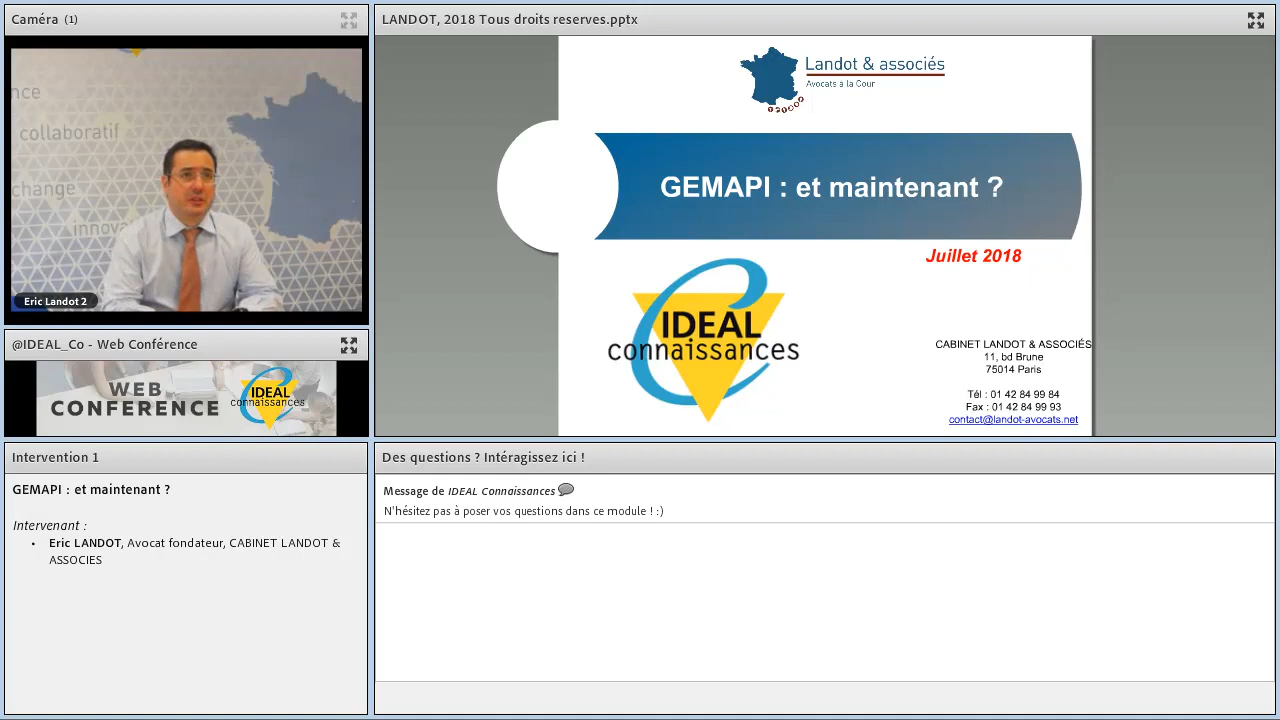 Caméra (1)
nce
collaboratif
change
innova
Eric Landot 2
@IDEAL_Co - Web Conférence
WEB
CONFERENCE
IDEAL
connaissances
Intervention 1
GEMAPI : et maintenant ?
Intervenant :
• Eric LANDOT, Avocat fondateur, CABINET LANDOT &
ASSOCIES
LANDOT, 2018 Tous droits reserves.pptx
Landot & associés
Avocats à la Cour
GEMAPI : et maintenant ?
Juillet 2018
IDEAL
connaissances
CABINET LANDOT & ASSOCIÉS
11, bd Brune
75014 Paris
Tél : 01 42 84 99 84
Fax : 01 42 84 99 93
contact@landot-avocats.net
Des questions ? Intéragissez ici !
Message de IDEAL Connaissances
N'hésitez pas à poser vos questions dans ce module ! :)